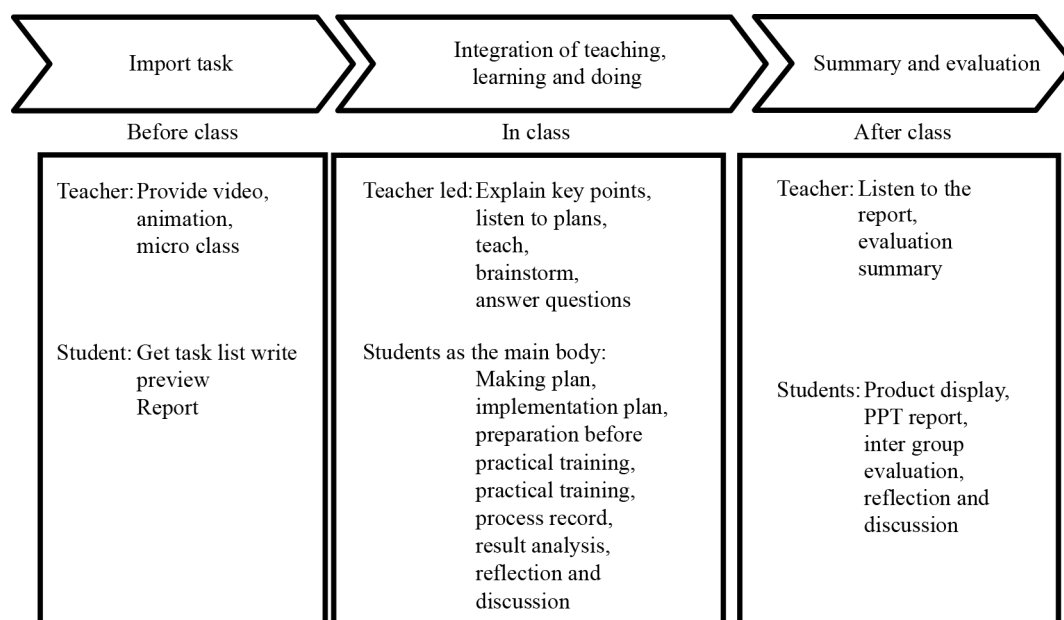 Import task
Integration of teaching,
learning and doing
Summary and evaluation
Before class
In class
After class
Teacher: Provide video,
animation,
micro class
Student: Get task list write
preview
Report
Teacher led: Explain key points,
listen to plans,
teach,
brainstorm,
answer questions
Students as the main body:
Making plan,
implementation plan,
preparation before
practical training,
practical training,
process record,
result analysis,
reflection and
discussion
Teacher: Listen to the
report,
evaluation
summary
Students: Product display,
PPT report,
inter group
evaluation,
reflection and
discussion